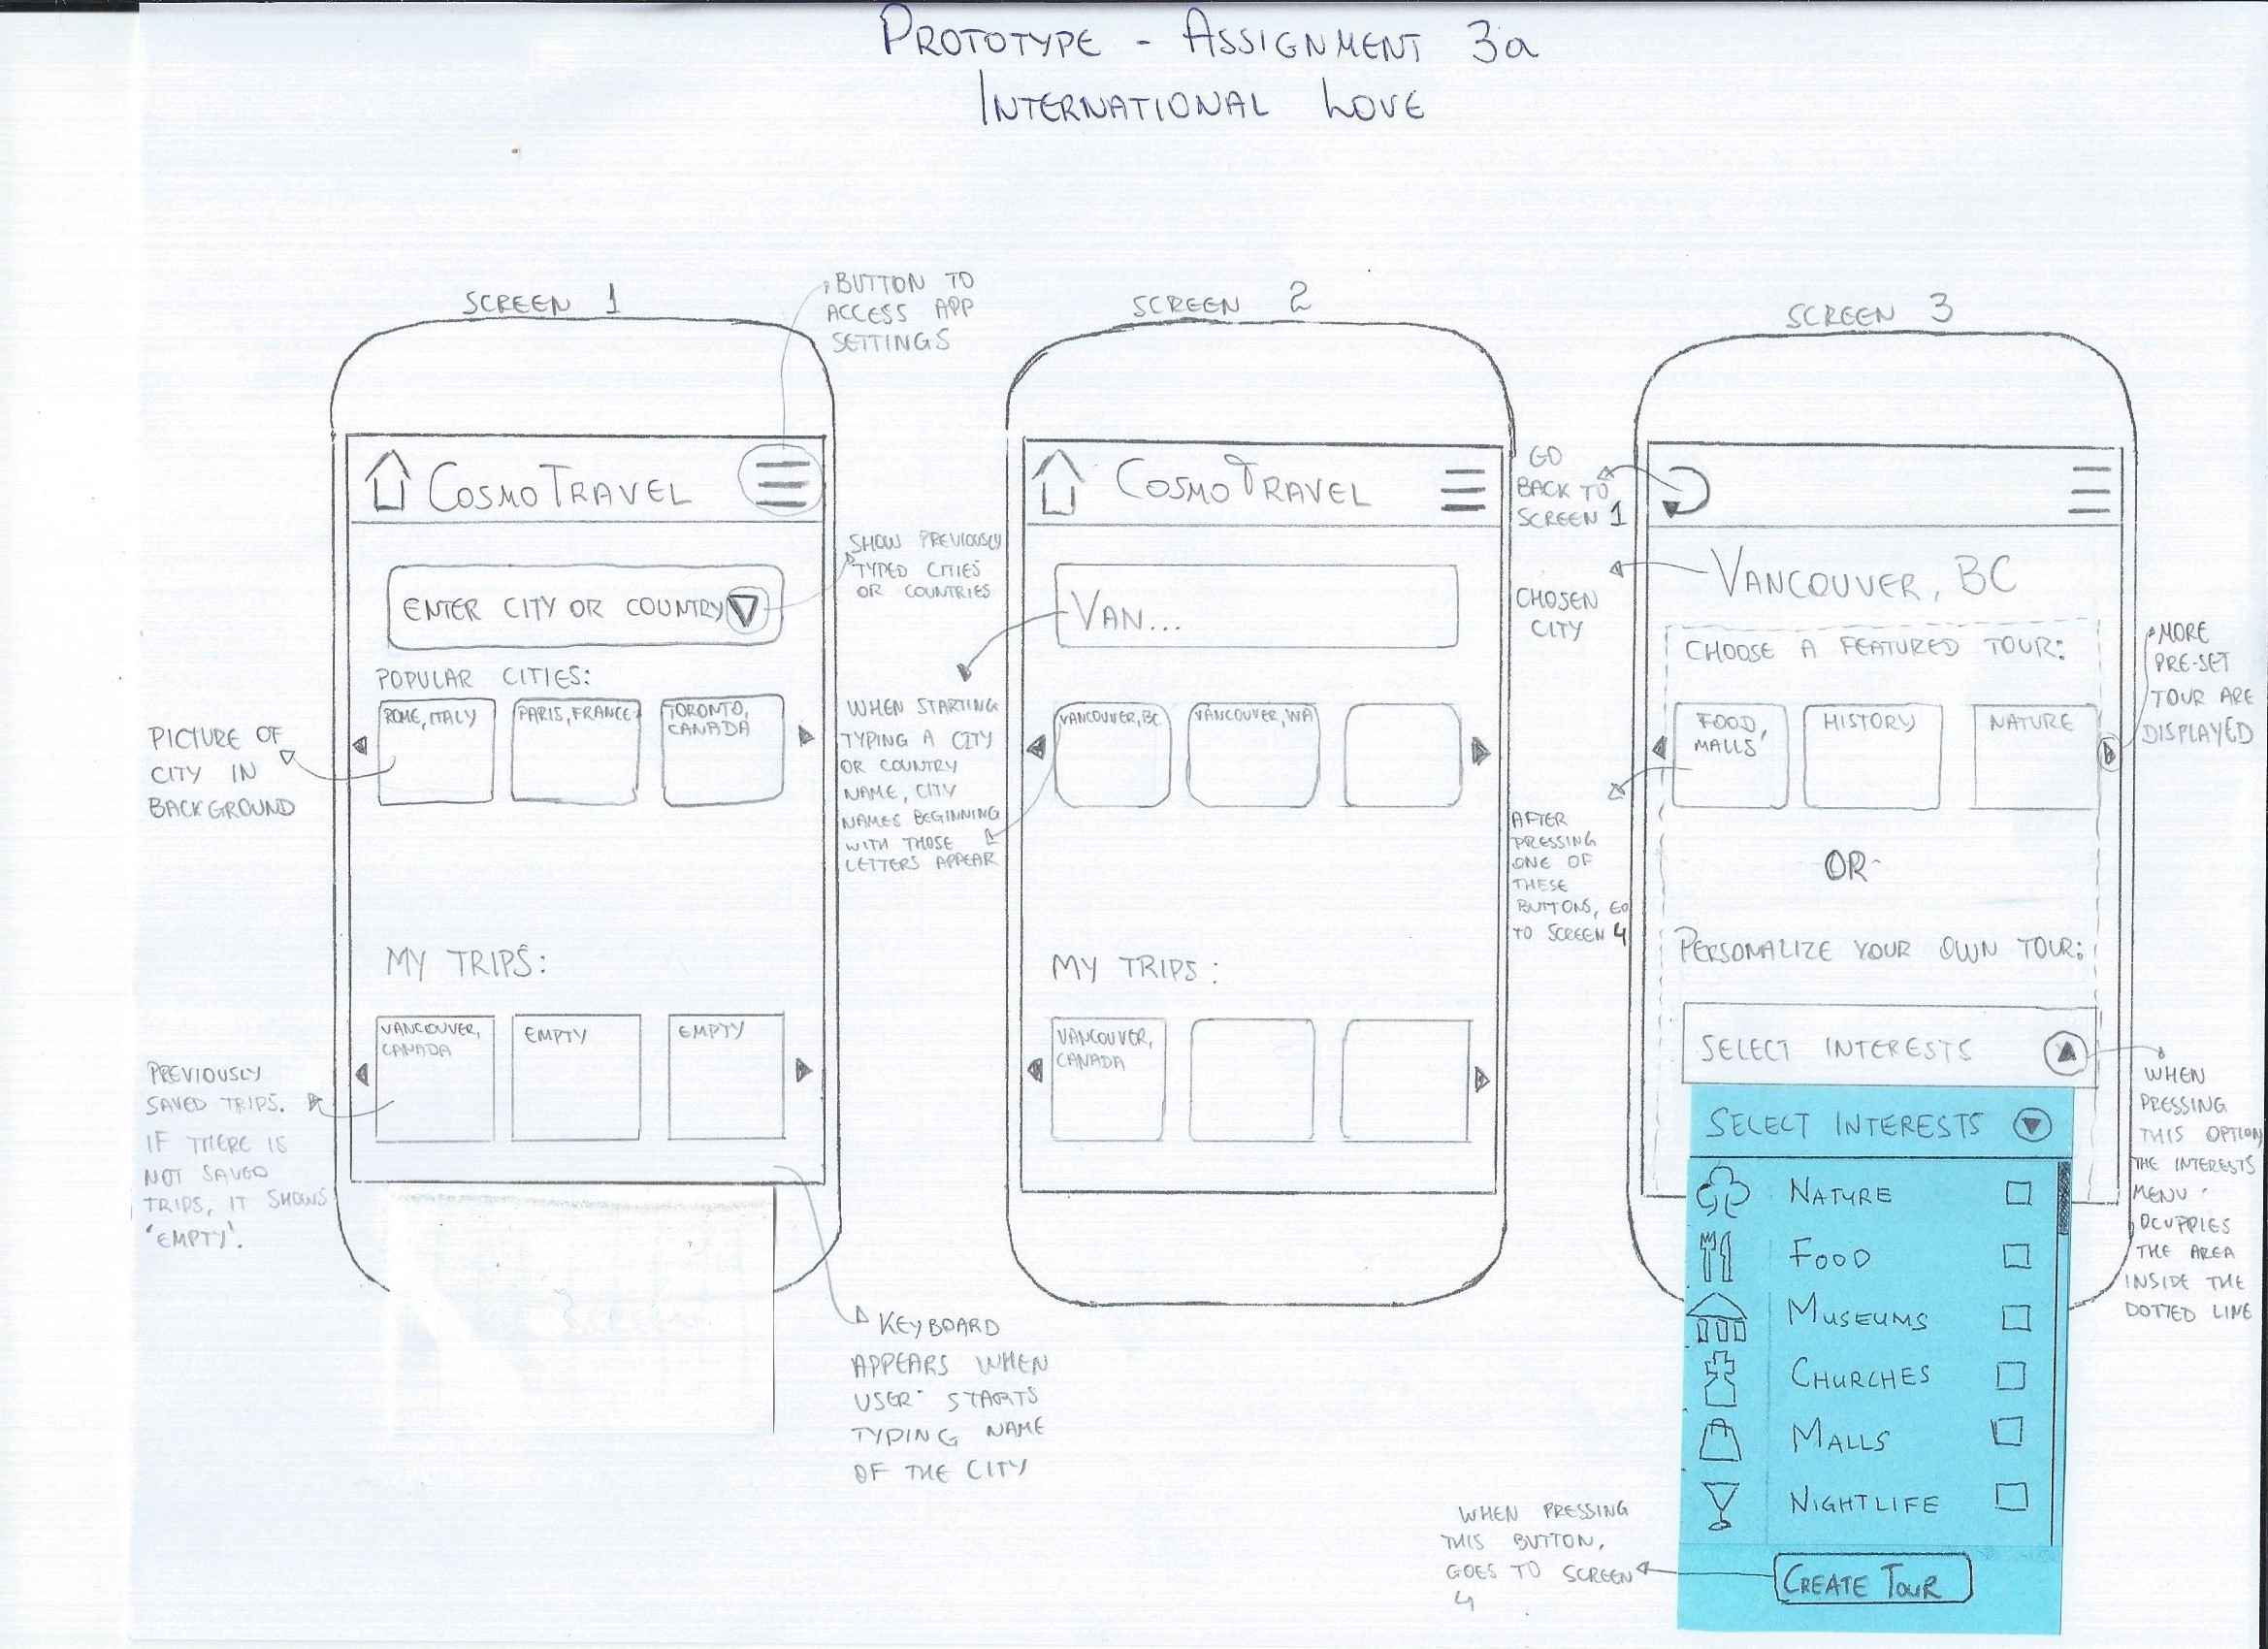 PROTOTYPE - ASSIGNMENT 3a
INTERNATIONAL LOVE
SCREEN 1
BUTTON TO
ACCESS APP
SETTINGS
COSMOTRAVEL
ENTER CITY OR COUNTRY
SHOW PREVIOUSLY
TYPED CITIES
OR COUNTRIES
POPULAR CITIES:
ROME, ITALY
PARIS, FRANCE
TORONTO,
CANADA
PICTURE OF
CITY IN
BACKGROUND
MY TRIPS:
VANCOUVER,
CANADA
EMPTY
EMPTY
PREVIOUSLY
SAVED TRIPS.
IF THERE IS
NOT SAVED
TRIPS, IT SHOWS
'EMPTY'.
KEYBOARD
APPEARS WHEN
USER STARTS
TYPING NAME
OF THE CITY
SCREEN 2
COSMOTRAVEL
VAN...
WHEN STARTING
TYPING A CITY
OR COUNTRY
NAME, CITY
NAMES BEGINNING
WITH THOSE
LETTERS APPEAR
VANCOUVER, BC
VANCOUVER, WA
MY TRIPS:
VANCOUVER,
CANADA
SCREEN 3
GO
BACK TO
SCREEN 1
VANCOUVER, BC
CHOSEN
CITY
CHOOSE A FEATURED TOUR:
FOOD,
MALLS
HISTORY
NATURE
MORE
PRE-SET
TOUR ARE
DISPLAYED
AFTER
PRESSING
ONE OF
THESE
BUTTONS, GO
TO SCREEN 4
OR
PERSONALIZE YOUR OWN TOUR:
SELECT INTERESTS
WHEN
PRESSING
THIS OPTION,
THE INTERESTS
MENU
OCUPPIES
THE AREA
INSIDE THE
DOTTED LINE
SELECT INTERESTS
NATURE
FOOD
MUSEUMS
CHURCHES
MALLS
NIGHTLIFE
CREATE TOUR
WHEN PRESSING
THIS BUTTON,
GOES TO SCREEN
4